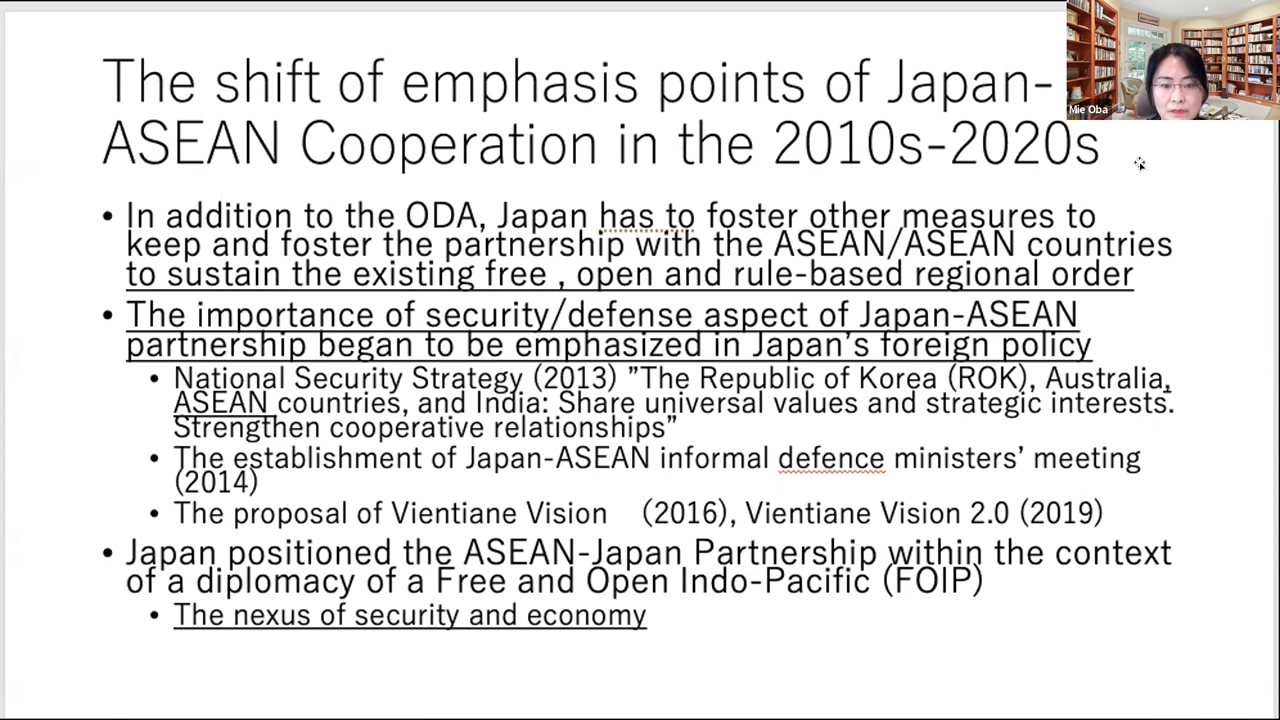 The shift of emphasis points of Japan-
ASEAN Cooperation in the 2010s-2020s
Mie Oba
• In addition to the ODA, Japan has to foster other measures to
keep and foster the partnership with the ASEAN/ASEAN countries
to sustain the existing free , open and rule-based regional order
• The importance of security/defense aspect of Japan-ASEAN
partnership began to be emphasized in Japan's foreign policy
• National Security Strategy (2013) ”The Republic of Korea (ROK), Australia,
ASEAN countries, and India: Share universal values and strategic interests.
Strengthen cooperative relationships”
• The establishment of Japan-ASEAN informal defence ministers’ meeting
(2014)
• The proposal of Vientiane Vision (2016), Vientiane Vision 2.0 (2019)
• Japan positioned the ASEAN-Japan Partnership within the context
of a diplomacy of a Free and Open Indo-Pacific (FOIP)
• The nexus of security and economy